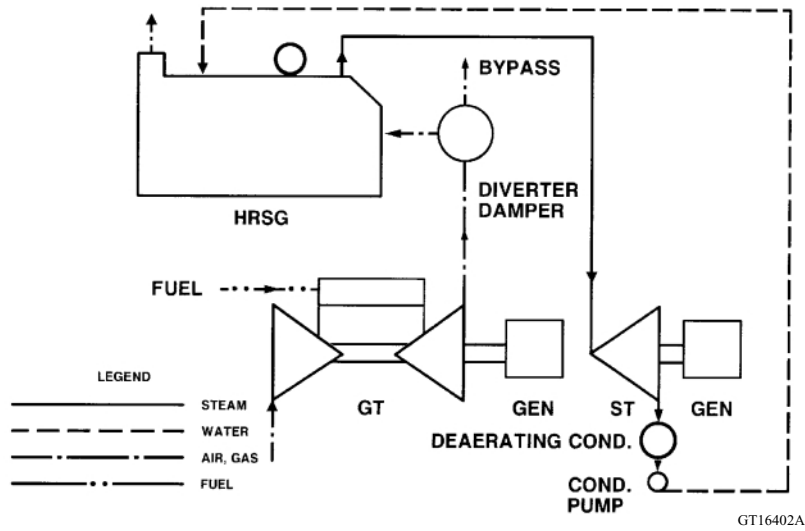 BYPASS
DIVERTER
DAMPER
HRSG
FUEL
LEGEND
STEAM
WATER
AIR, GAS
FUEL
GT
GEN
ST
GEN
DEAERATING COND.
COND.
PUMP
GT16402A